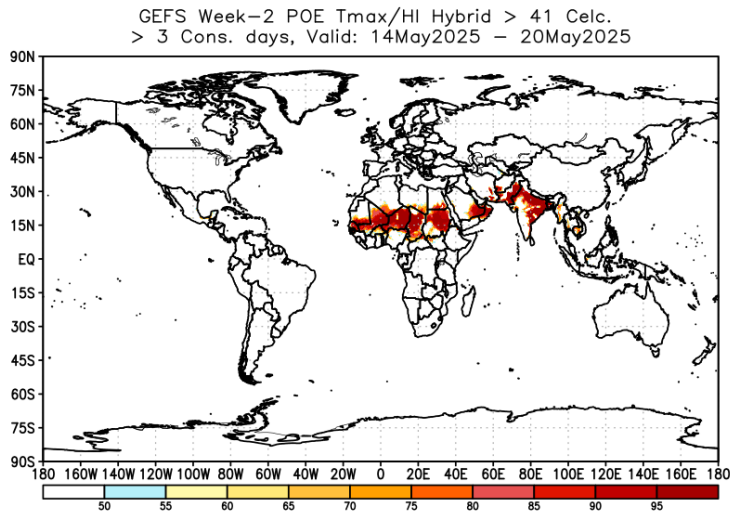 GEFS Week-2 POE Tmax/HI Hybrid > 41 Celc.
> 3 Cons. days, Valid: 14May2025 - 20May2025
90N
75N
60N
45N
30N
15N
EQ
15S
30S
45S
60S
75S
90S
180 160W 140W 120W 100W 80W 60W 40W 20W 0 20E 40E 60E 80E 100E 120E 140E 160E 180
50 55 60 65 70 75 80 85 90 95